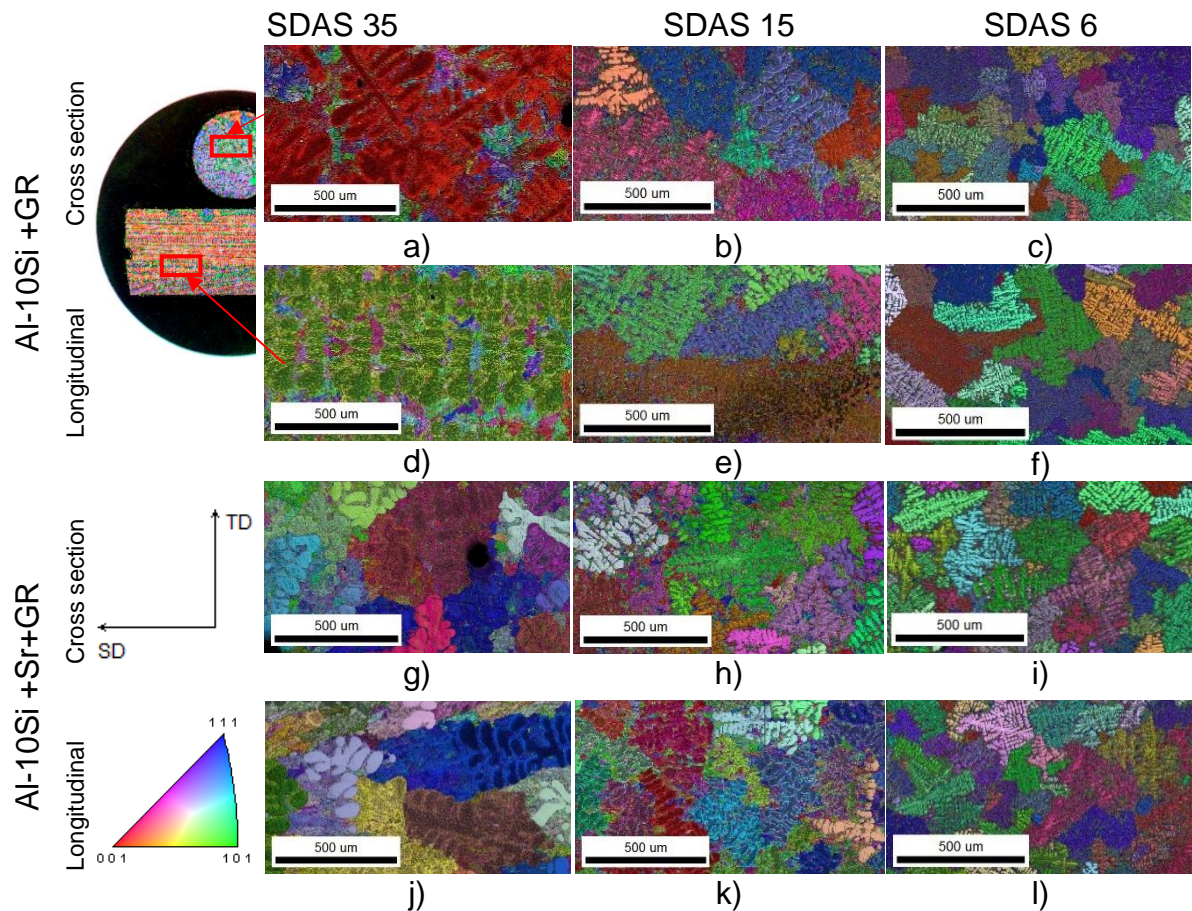 SDAS 35 SDAS 15 SDAS 6
Al-10Si +GR
Cross section
500 um 500 um 500 um
a) b) c)
Longitudinal
500 um 500 um 500 um
d) e) f)
Al-10Si +Sr+GR
Cross section
TD
SD
500 um 500 um 500 um
g) h) i)
Longitudinal
1 1 1
0 0 1 1 0 1
500 um 500 um 500 um
j) k) l)